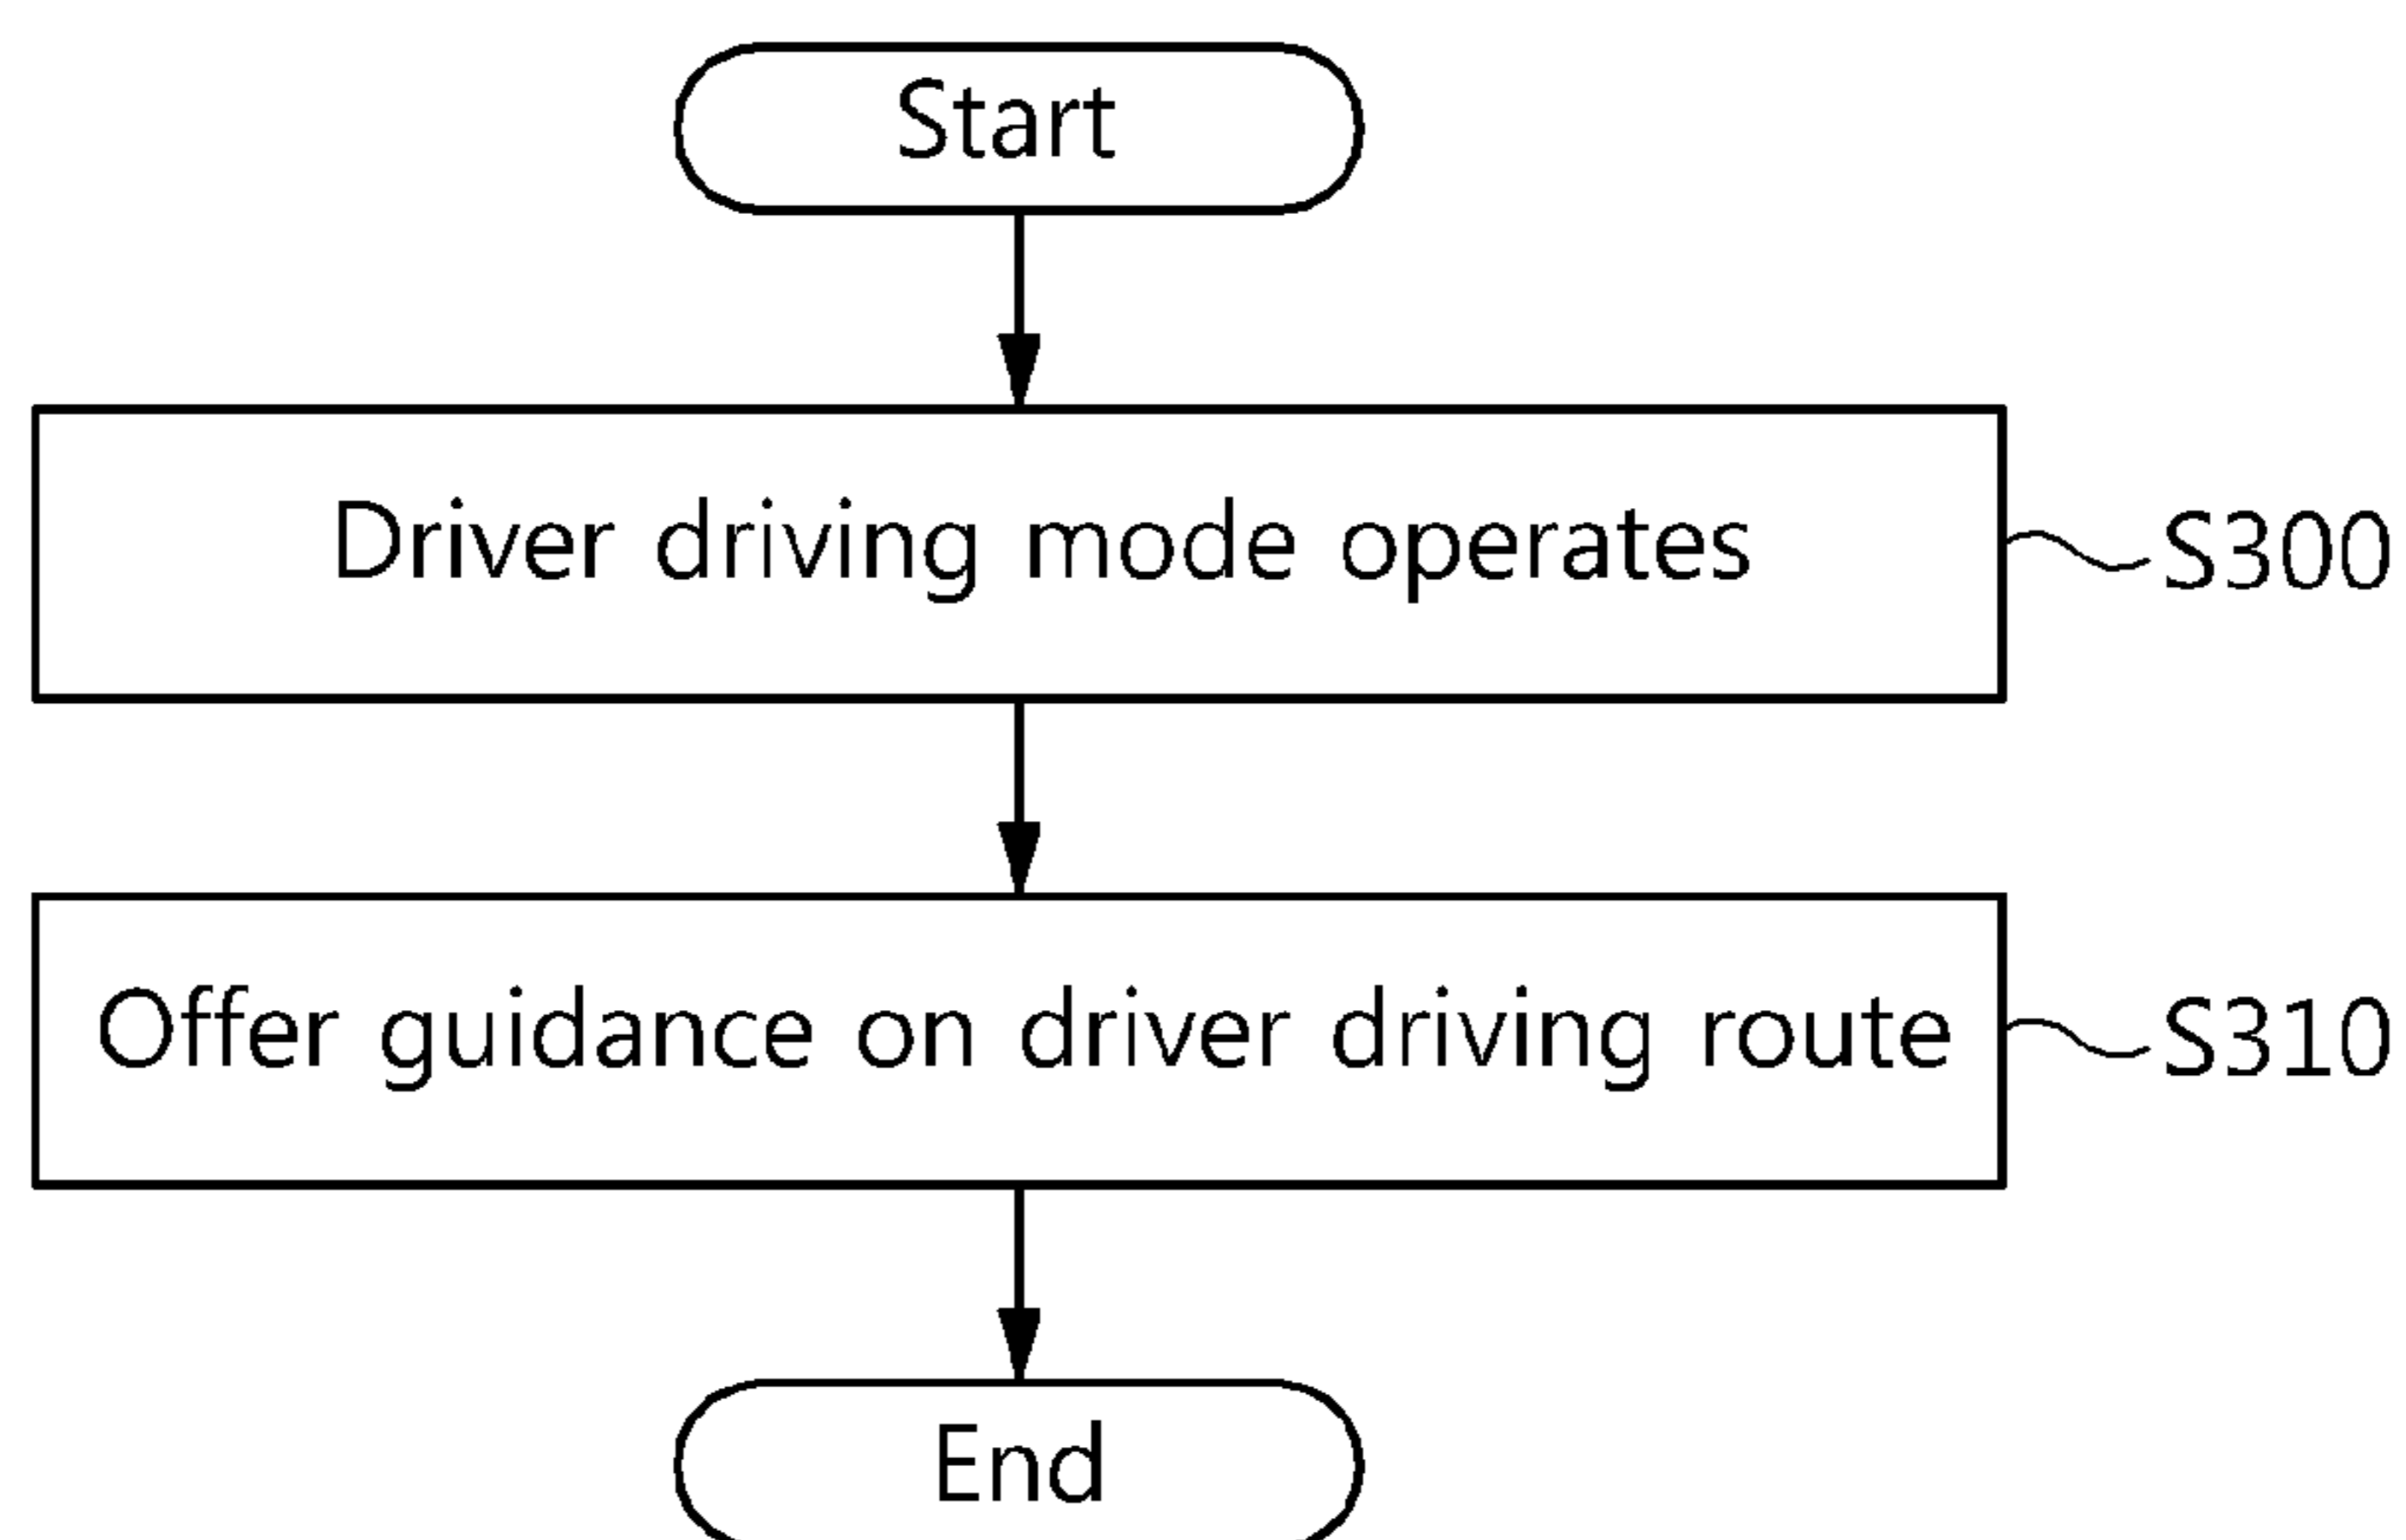 Start
Driver driving mode operates
S300
Offer guidance on driver driving route
S310
End